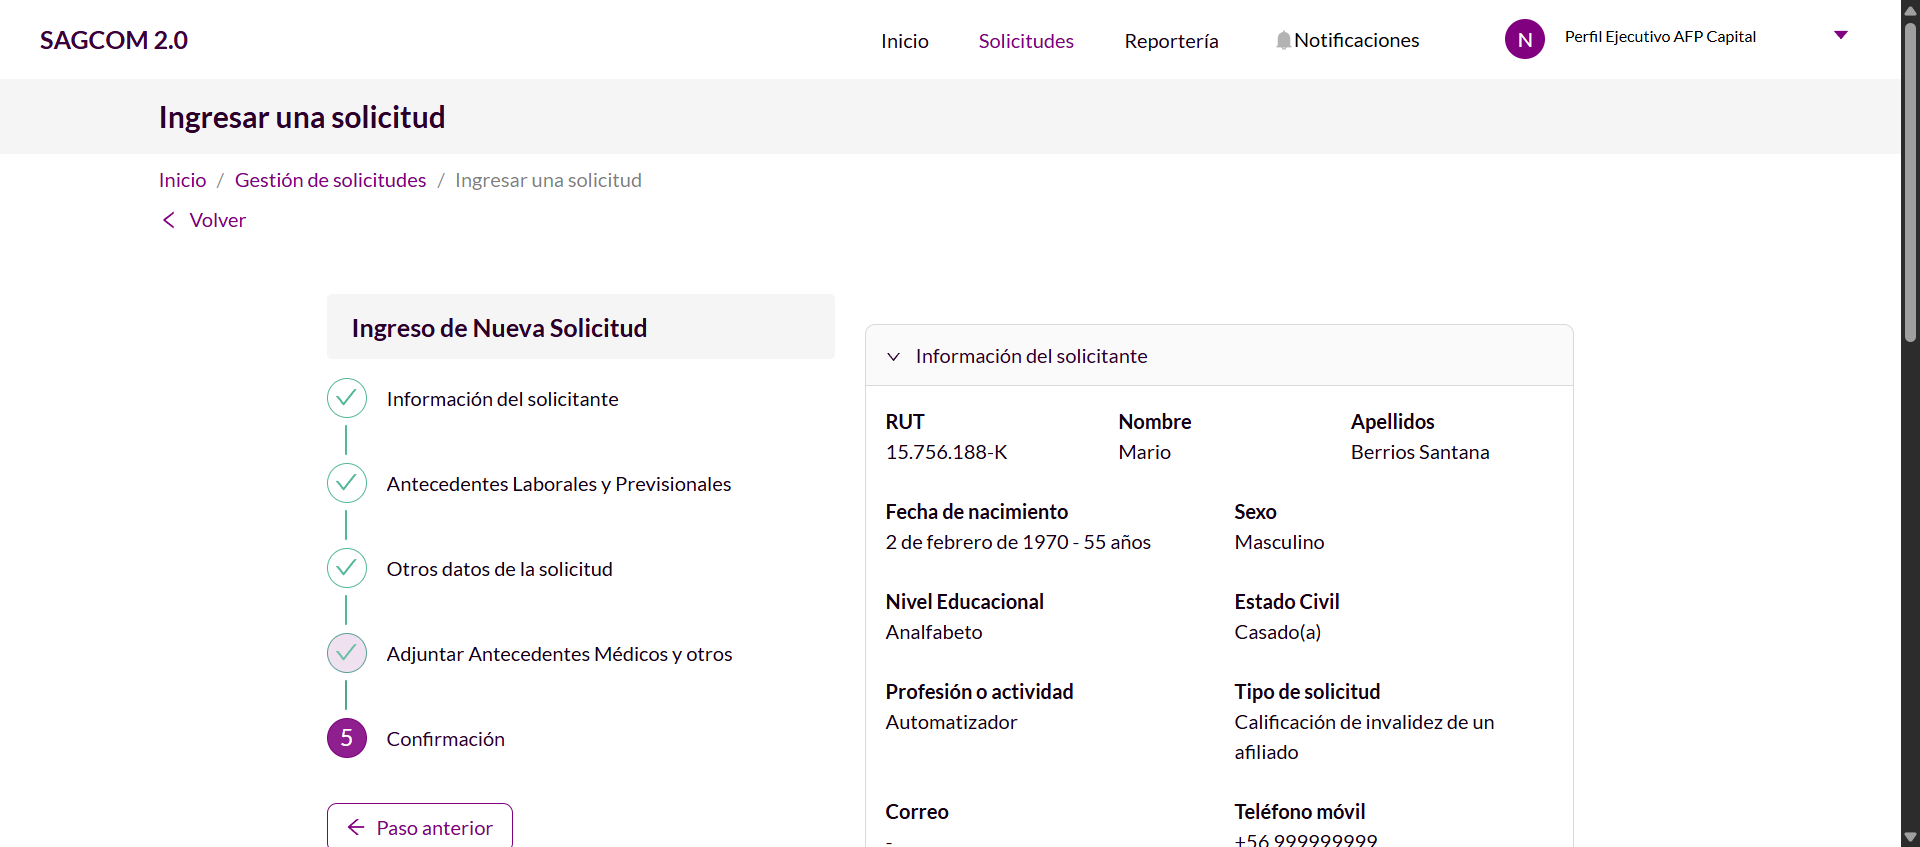 SAGCOM 2.0
Inicio
Solicitudes
Reportería
Notificaciones
N
Perfil Ejecutivo AFP Capital
Ingresar una solicitud
Inicio / Gestión de solicitudes / Ingresar una solicitud
Volver
Ingreso de Nueva Solicitud
Información del solicitante
Antecedentes Laborales y Previsionales
Otros datos de la solicitud
Adjuntar Antecedentes Médicos y otros
5 Confirmación
Paso anterior
Información del solicitante
RUT
15.756.188-K
Nombre
Mario
Apellidos
Berrios Santana
Fecha de nacimiento
2 de febrero de 1970 - 55 años
Sexo
Masculino
Nivel Educacional
Analfabeto
Estado Civil
Casado(a)
Profesión o actividad
Automatizador
Tipo de solicitud
Calificación de invalidez de un
afiliado
Correo
-
Teléfono móvil
+56 999999999